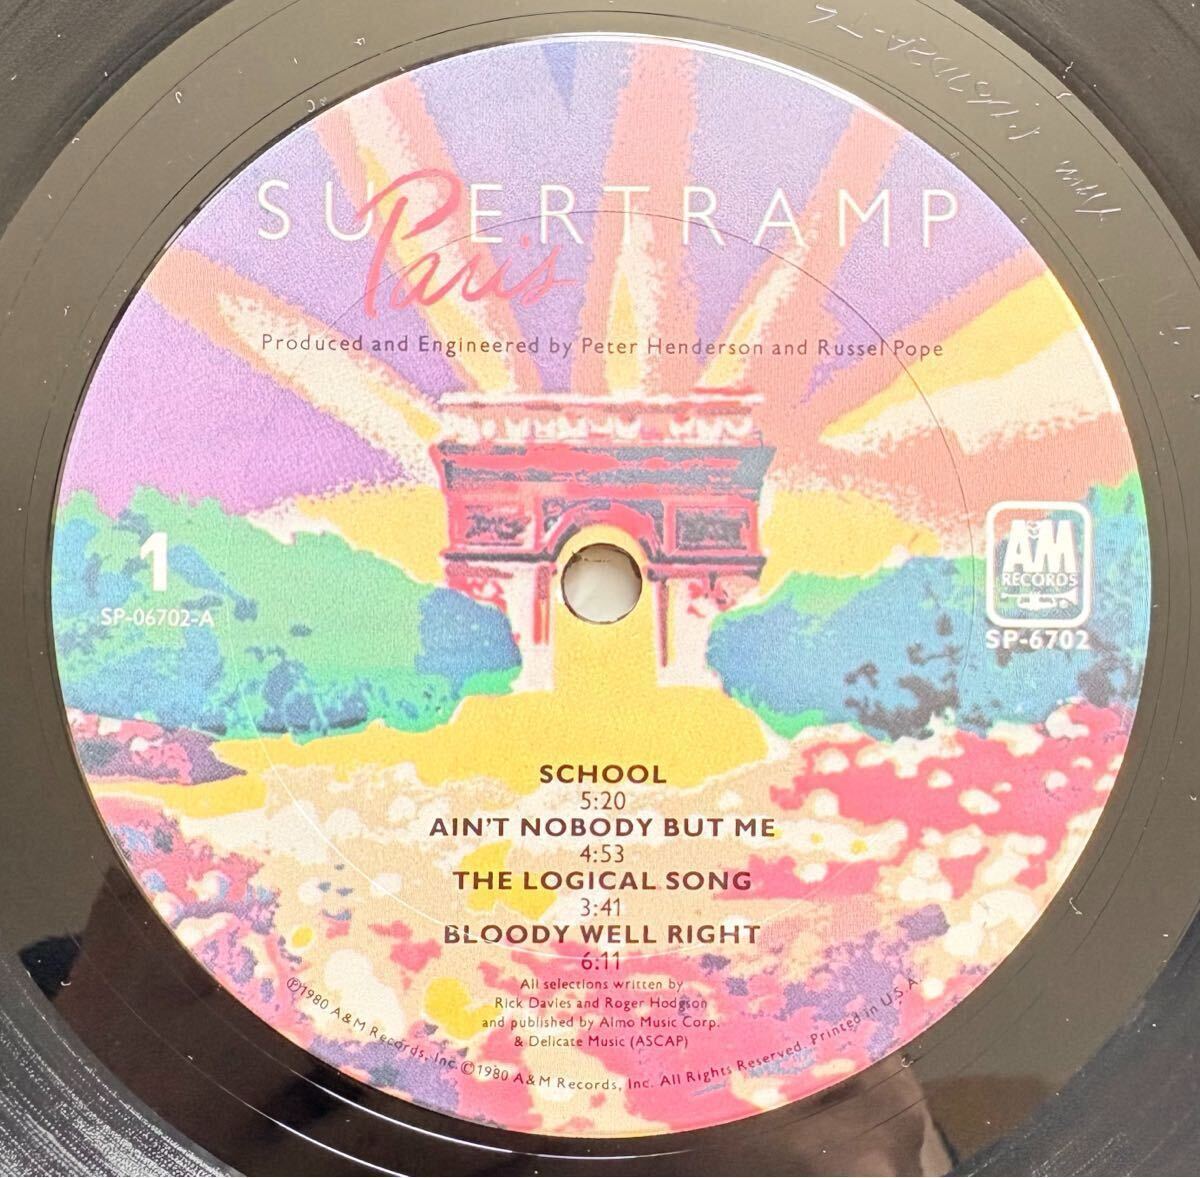 SUPERTRAMP
Paris
Produced and Engineered by Peter Henderson and Russel Pope
1
SP-06702-A
A&M
RECORDS
SP-6702
SCHOOL
5:20
AIN'T NOBODY BUT ME
4:53
THE LOGICAL SONG
3:41
BLOODY WELL RIGHT
6:11
All selections written by
Rick Davies and Roger Hodgson
and published by Almo Music Corp.
& Delicate Music (ASCAP)
℗1980 A&M Records, Inc. ©1980 A&M Records, Inc. All Rights Reserved. Printed in U.S.A.